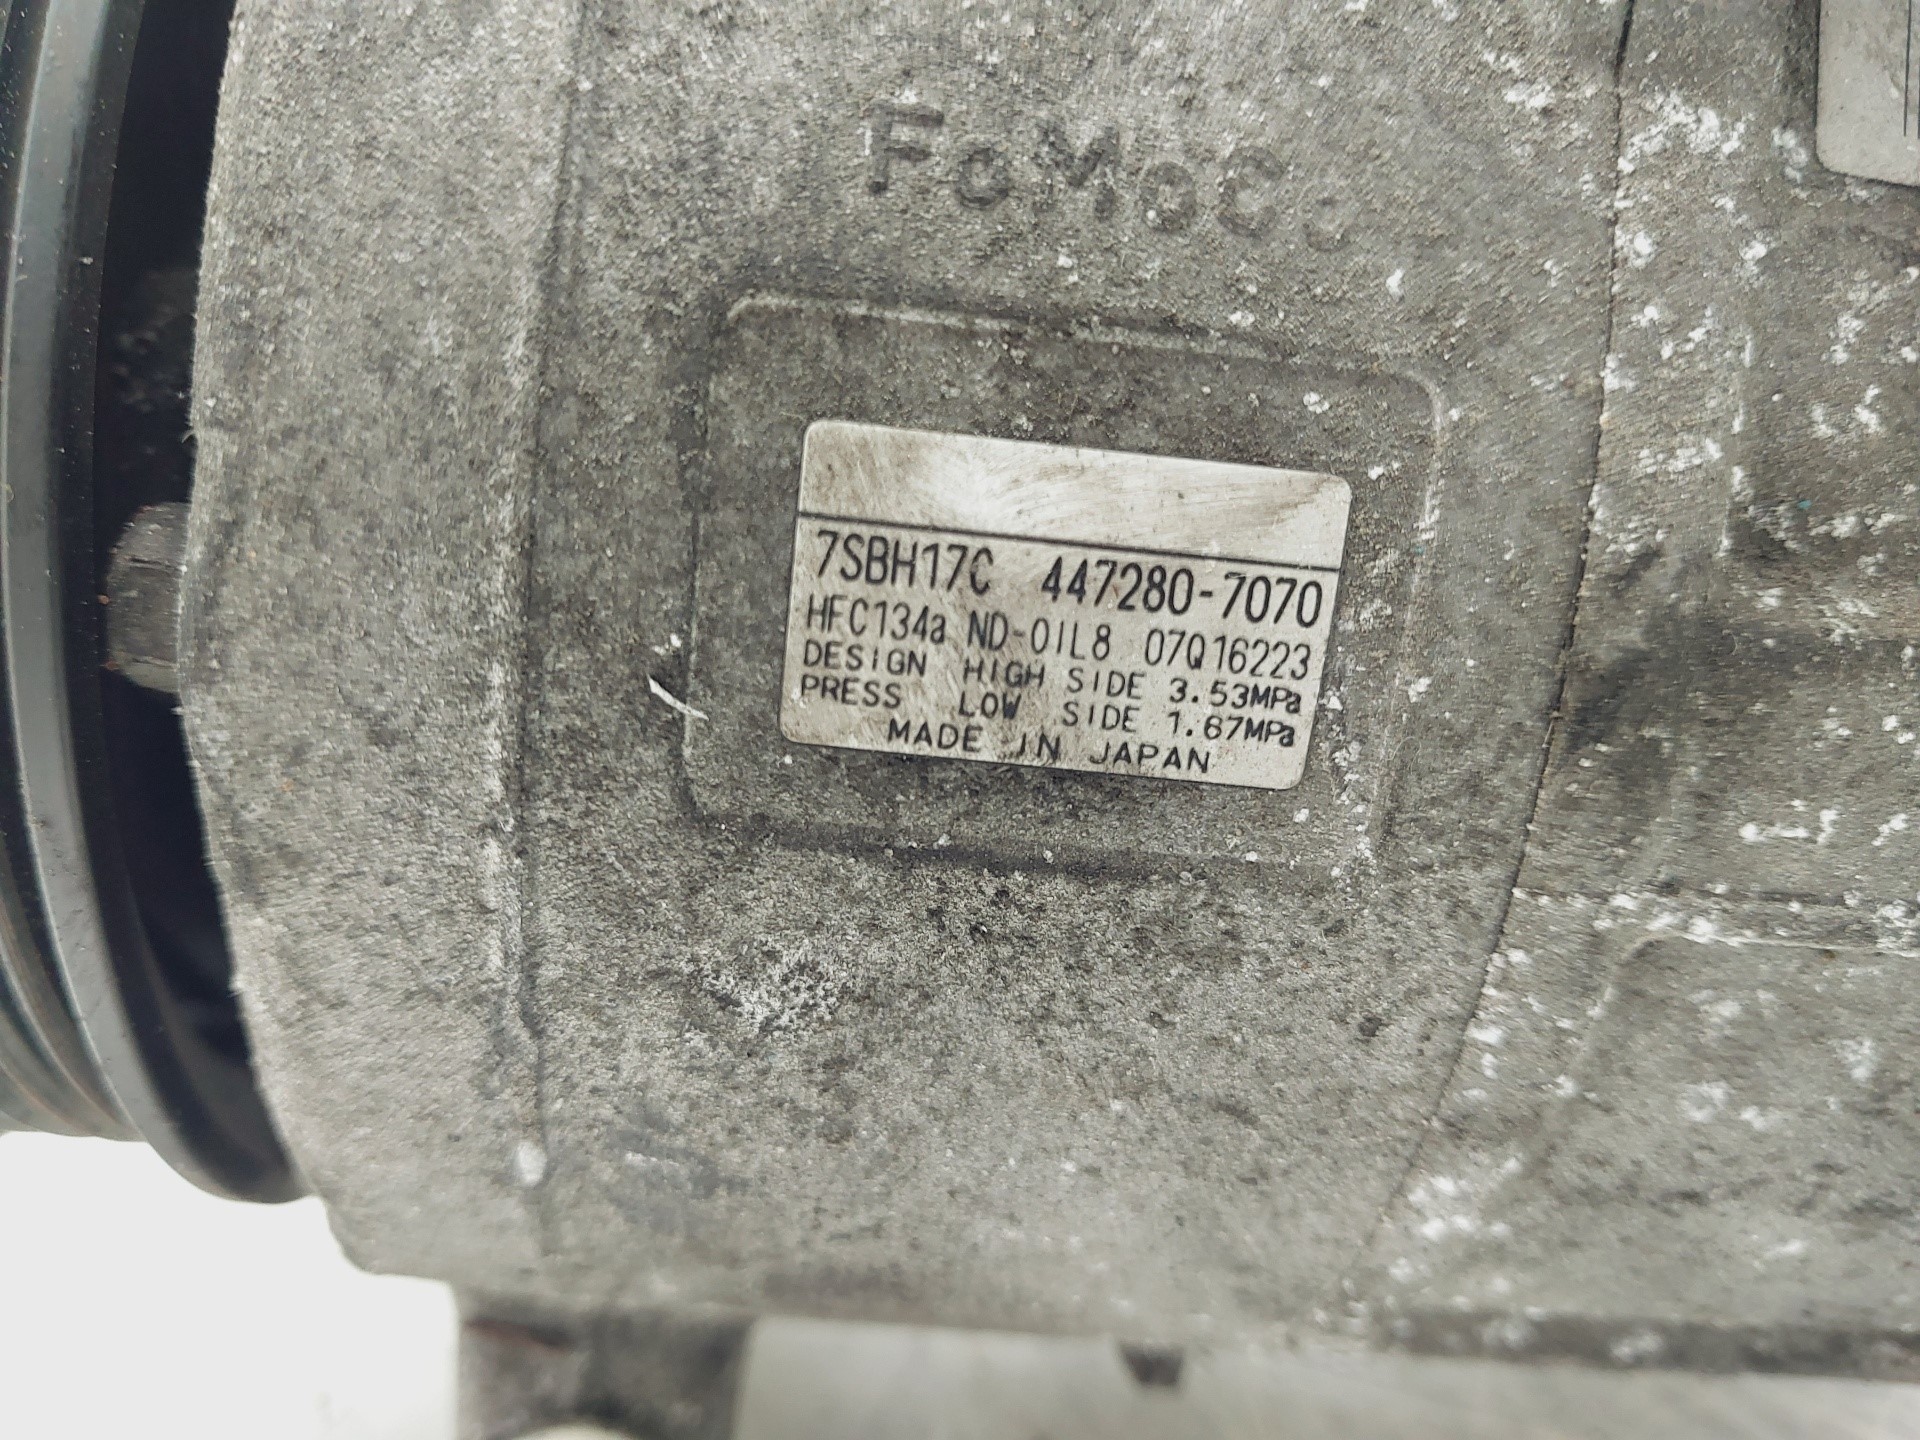 FoMoCo
7SBH17C 447280-7070
HFC134a ND-OIL8 07Q16223
DESIGN HIGH SIDE 3.53MPa
PRESS LOW SIDE 1.67MPa
MADE IN JAPAN